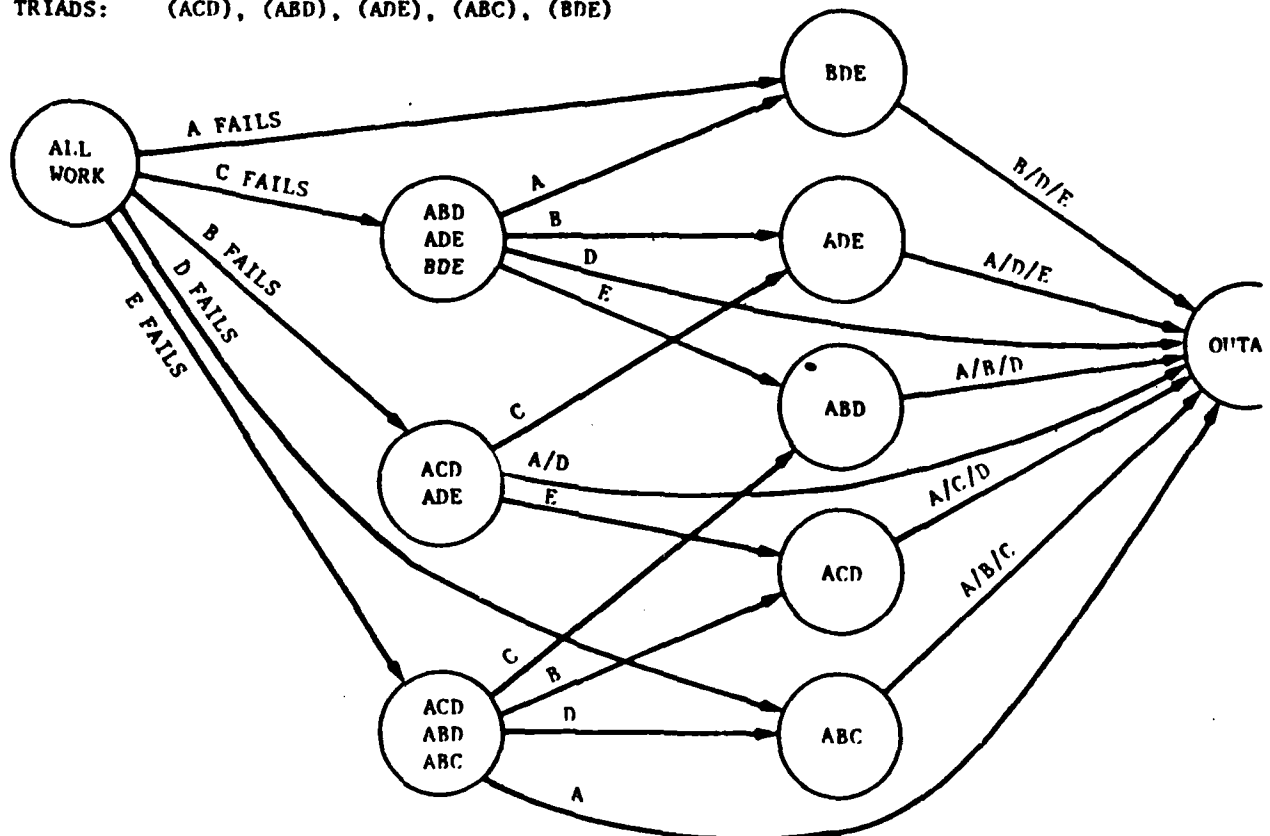 TRIADS: (ACD), (ABD), (ADE), (ABC), (BDE)
BDE
A FAILS
ALL
WORK
C FAILS
B/D/E
ABD
ADE
BDE
A
B
D
E
ADE
A/D/E
B FAILS
D FAILS
E FAILS
OUTA
ABD
A/B/D
C
ACD
ADE
A/D
E
A/C/D
ACD
A/B/C
C
B
D
ACD
ABD
ABC
ABC
A